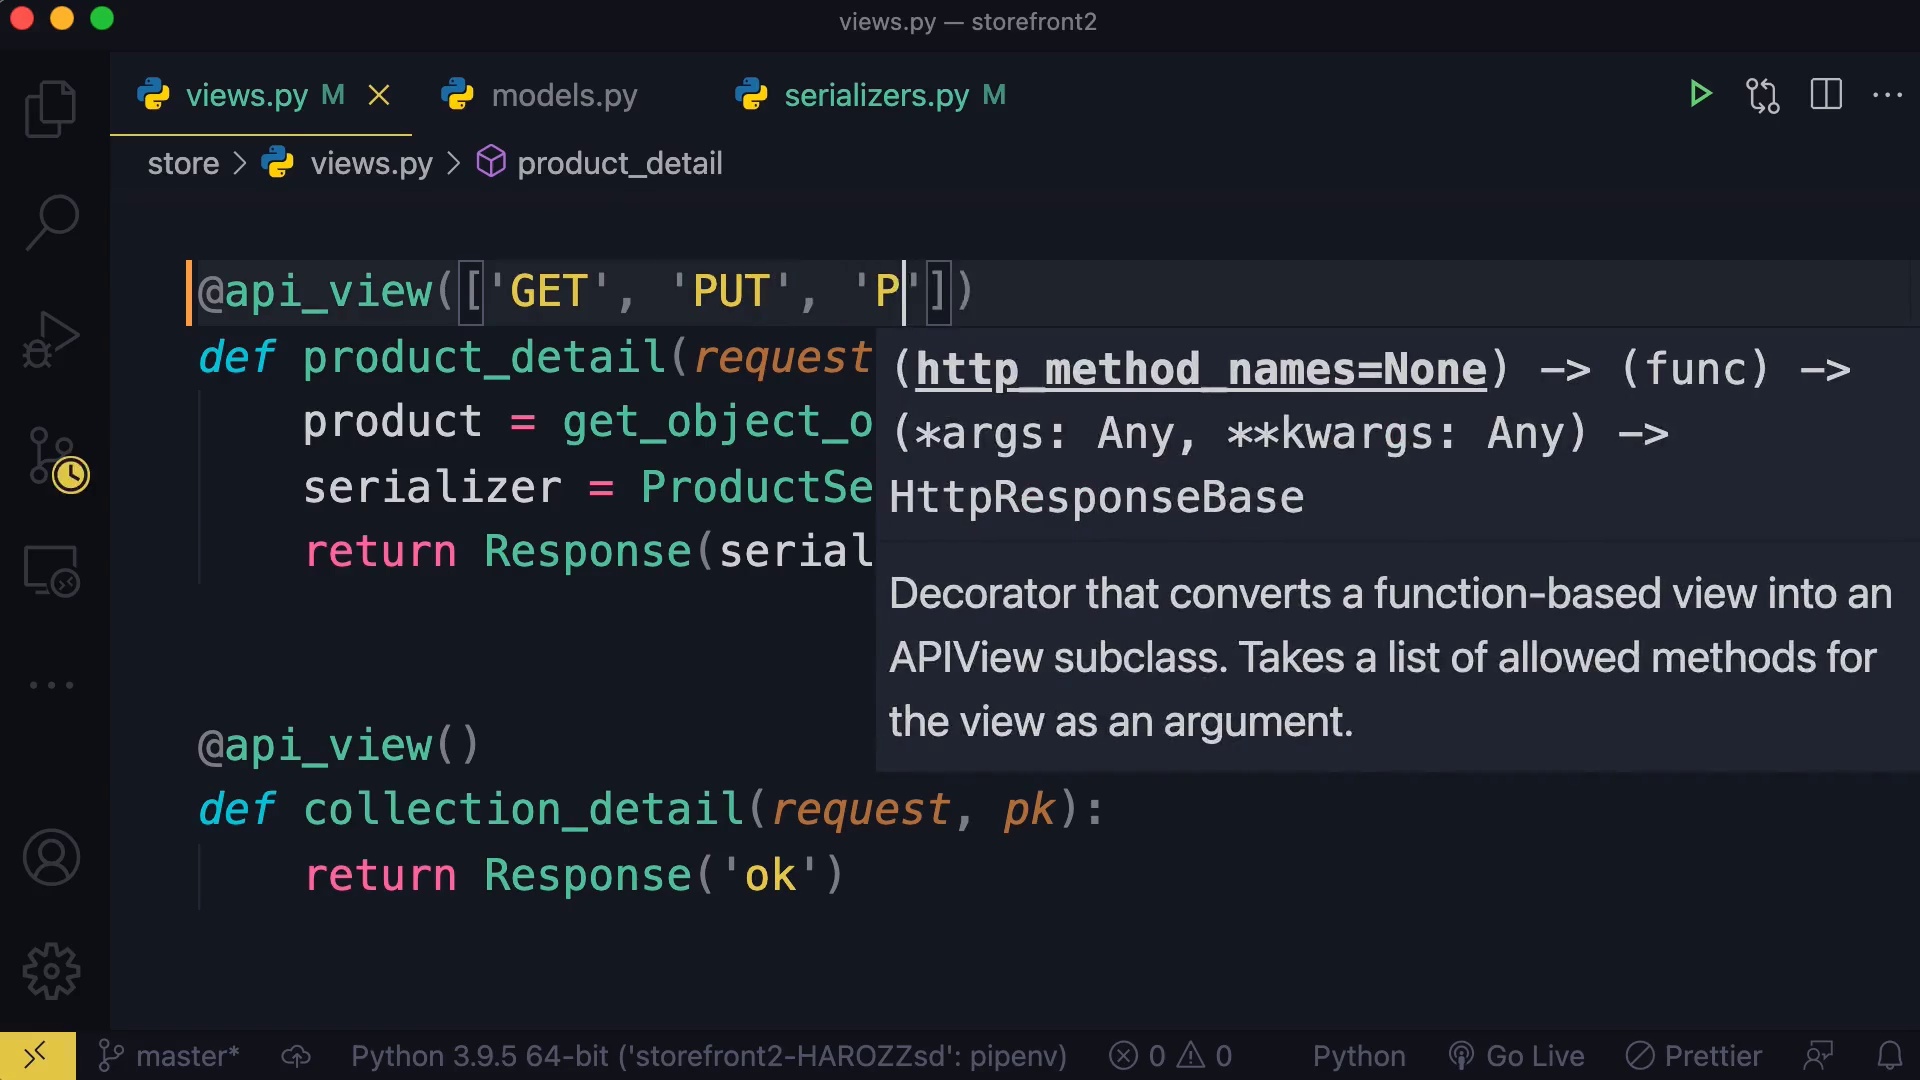 views.py — storefront2
views.py M
models.py
serializers.py M
store > views.py > product_detail
@api_view(['GET', 'PUT', 'P'])
def product_detail(request
product = get_object_o
serializer = ProductSe
return Response(serial
(http_method_names=None) -> (func) ->
(*args: Any, **kwargs: Any) ->
HttpResponseBase
Decorator that converts a function-based view into an
APIView subclass. Takes a list of allowed methods for
the view as an argument.
@api_view()
def collection_detail(request, pk):
return Response('ok')
master* Python 3.9.5 64-bit ('storefront2-HAROZZsd': pipenv) 0 0 Python Go Live Prettier